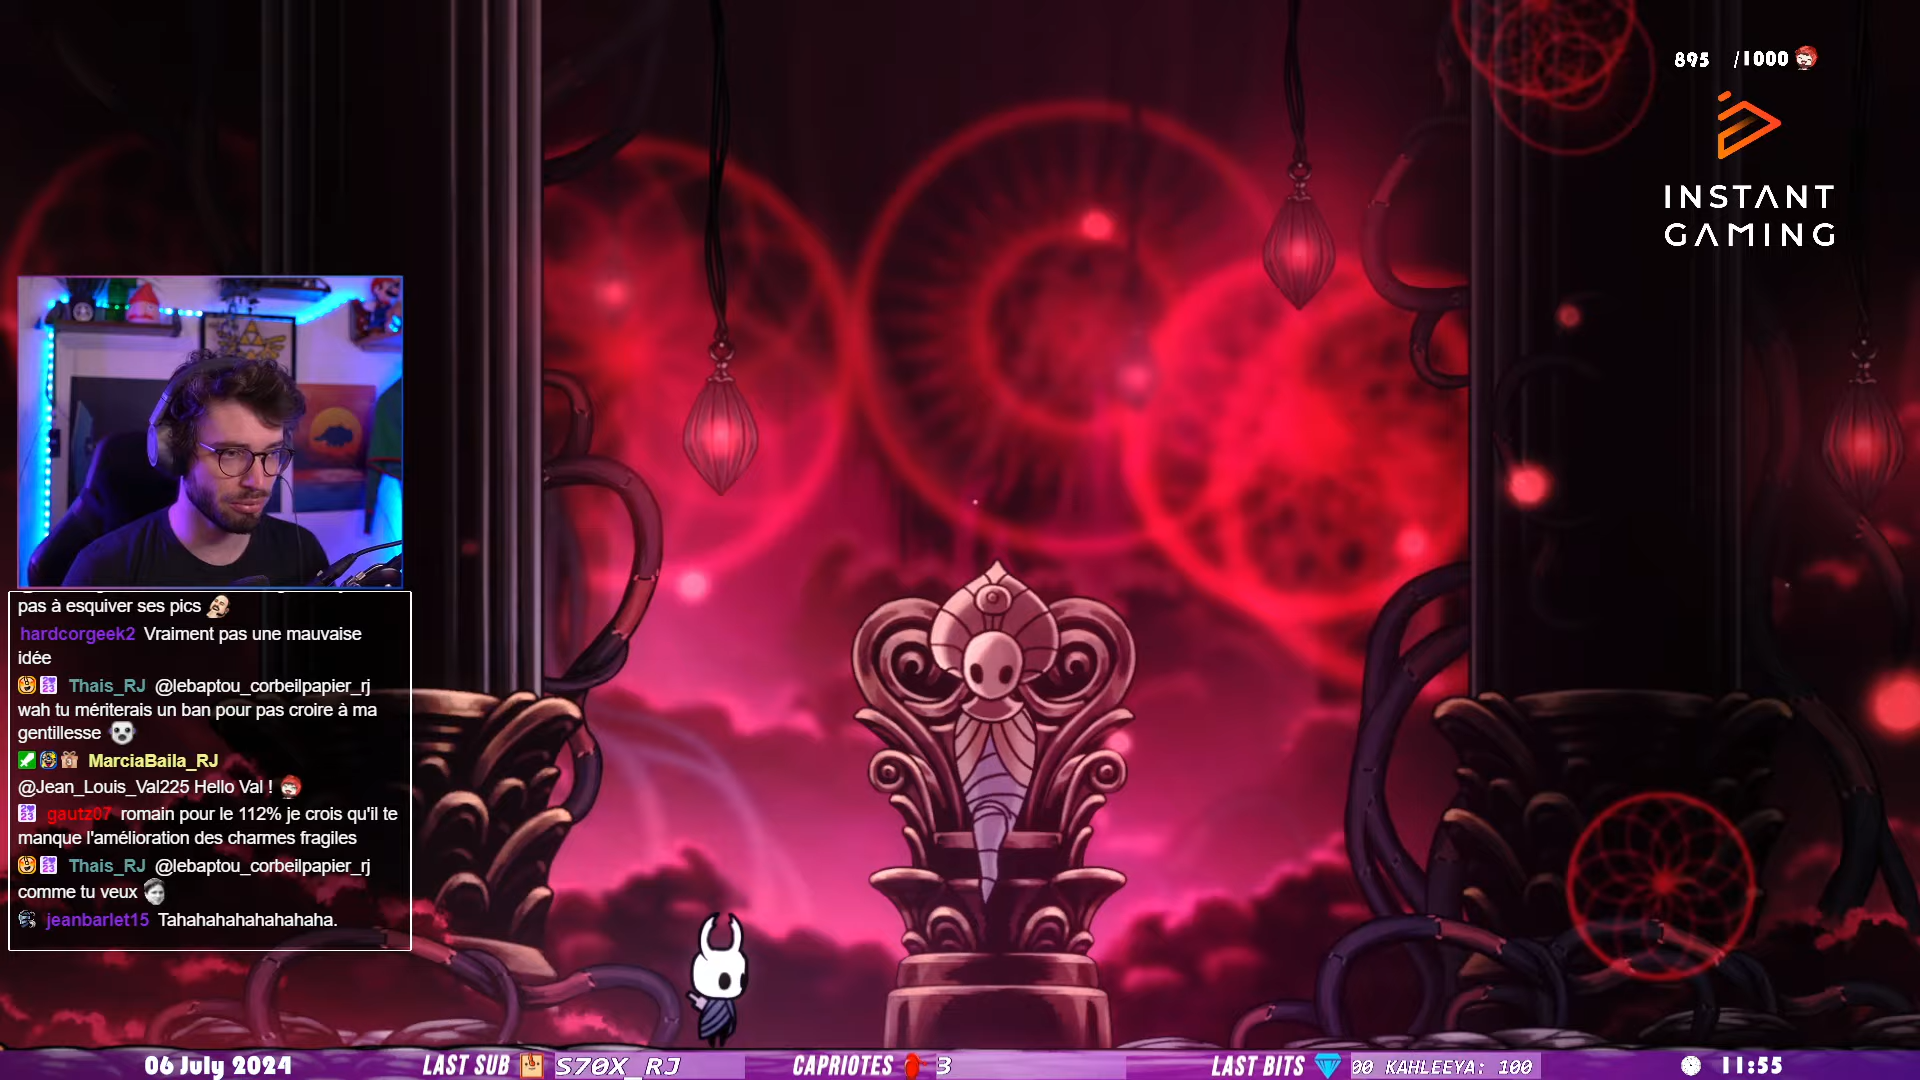 895 /1000
INSTANT
GAMING
pas à esquiver ses pics
hardcorgeek2 Vraiment pas une mauvaise
idée
Thais_RJ @lebaptou_corbeilpapier_rj
wah tu mériterais un ban pour pas croire à ma
gentillesse
MarciaBaila_RJ
@Jean_Louis_Val225 Hello Val !
gautz07 romain pour le 112% je crois qu'il te
manque l'amélioration des charmes fragiles
Thais_RJ @lebaptou_corbeilpapier_rj
comme tu veux
jeanbarlet15 Tahahahahahahahaha.
06 July 2024 LAST SUB S70X_RJ CAPRIOTES 3 LAST BITS 00 KAHLEEYA: 100 11:55